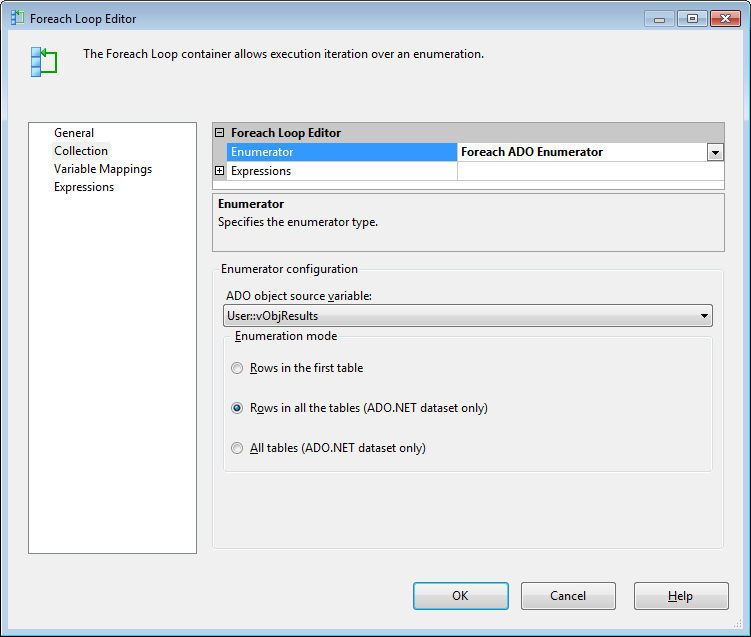 Foreach Loop Editor
The Foreach Loop container allows execution iteration over an enumeration.
General
Collection
Variable Mappings
Expressions
Foreach Loop Editor
Enumerator Foreach ADO Enumerator
Expressions
Enumerator
Specifies the enumerator type.
Enumerator configuration
ADO object source variable:
User::vObjResults
Enumeration mode
Rows in the first table
Rows in all the tables (ADO.NET dataset only)
All tables (ADO.NET dataset only)
OK Cancel Help